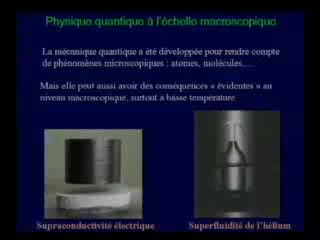 Physique quantique à l'échelle macroscopique
La mécanique quantique a été développée pour rendre compte
de phénomènes microscopiques : atomes, molécules,...
Mais elle peut aussi avoir des conséquences « évidentes » au
niveau macroscopique, surtout à basse température.
Supraconductivité électrique
Superfluidité de l'hélium